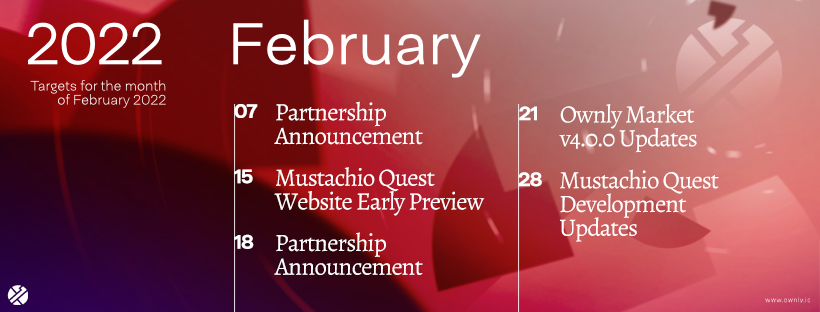 2022
February
Targets for the month
of February 2022
07
Partnership
Announcement
15
Mustachio Quest
Website Early Preview
18
Partnership
Announcement
21
Ownly Market
v4.0.0 Updates
28
Mustachio Quest
Development
Updates
www.ownly.io